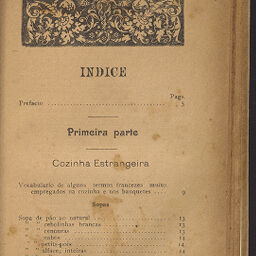 INDICE
Pags.
Prefacio ........................................ 5
Primeira parte
Cozinha Estrangeira
Vocabulario de alguns termos francezes muito
empregados na cozinha e nos banquetes .... 9
Sopas
Sopa de pão ao natural ........................ 13
" " cebolinhas brancas ................... 13
" " cenouras ............................. 13
" " nabos ................................ 14
" petits-pois ............................ 14
" alface, inteiras ....................... 14